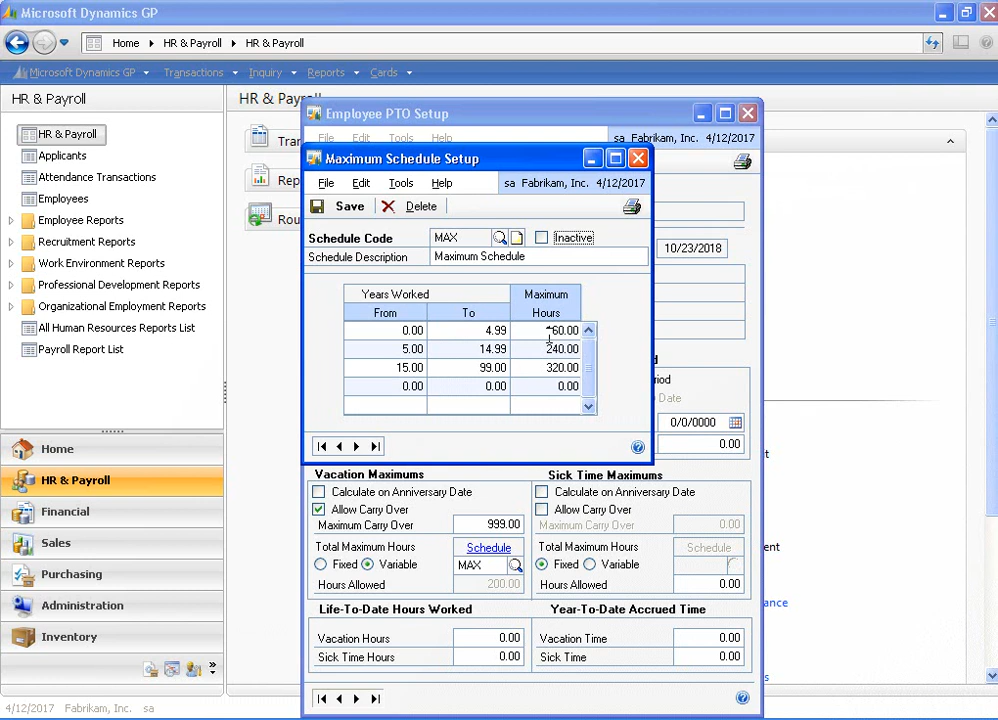 Microsoft Dynamics GP
Home HR & Payroll HR & Payroll
Microsoft Dynamics GP Transactions Inquiry Reports Cards
HR & Payroll
HR & Payroll
Applicants
Attendance Transactions
Employees
Employee Reports
Recruitment Reports
Work Environment Reports
Professional Development Reports
Organizational Employment Reports
All Human Resources Reports List
Payroll Report List
Home
HR & Payroll
Financial
Sales
Purchasing
Administration
Inventory
4/12/2017 Fabrikam, Inc. sa
Employee PTO Setup
File Edit Tools Help
sa Fabrikam, Inc. 4/12/2017
10/23/2018
0/0/0000
0.00
Maximum Schedule Setup
File Edit Tools Help
sa Fabrikam, Inc. 4/12/2017
Save Delete
Schedule Code MAX Inactive
Schedule Description Maximum Schedule
Years Worked Maximum
From To Hours
0.00 4.99
5.00 14.99 240.00
15.00 99.00 320.00
0.00 0.00 0.00
Vacation Maximums
Calculate on Anniversary Date
Allow Carry Over
Maximum Carry Over 999.00
Total Maximum Hours Schedule
Fixed Variable MAX
Hours Allowed 200.00
Sick Time Maximums
Calculate on Anniversary Date
Allow Carry Over
Maximum Carry Over 0.00
Total Maximum Hours Schedule
Fixed Variable
Hours Allowed 0.00
Life-To-Date Hours Worked
Vacation Hours 0.00
Sick Time Hours 0.00
Year-To-Date Accrued Time
Vacation Time 0.00
Sick Time 0.00